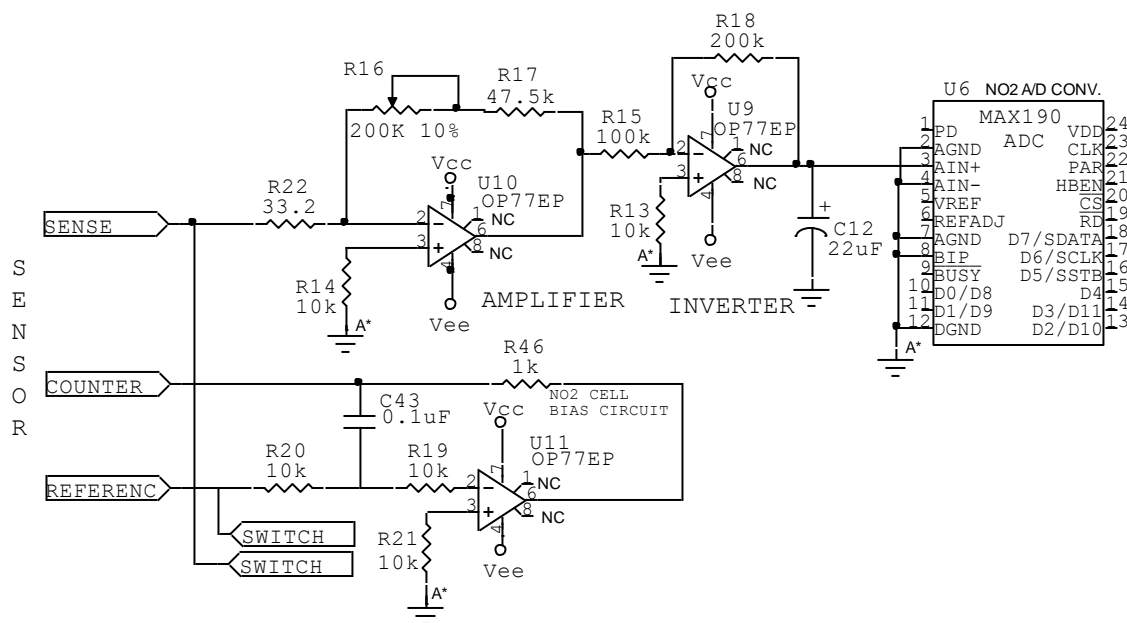 R18
200k
R16
R17
47.5k
200K 10%
Vcc
U9
OP77EP
R15
100k
2
3
7
4
1
6
8
NC
NC
Vee
INVERTER
R13
10k
A*
C12
22uF
+
U6 NO2 A/D CONV.
MAX190
ADC
1 PD VDD 24
2 AGND CLK 23
3 AIN+ PAR 22
4 AIN- HBEN 21
5 VREF CS 20
6 REFADJ RD 19
7 AGND D7/SDATA 18
8 BIP D6/SCLK 17
9 BUSY D5/SSTB 16
10 D0/D8 D4 15
11 D1/D9 D3/D11 14
12 DGND D2/D10 13
A*
Vcc
U10
OP77EP
R22
33.2
SENSE
2
3
7
4
1
6
8
NC
NC
Vee
AMPLIFIER
R14
10k
A*
SENSOR
COUNTER
R46
1k
NO2 CELL
BIAS CIRCUIT
C43
0.1uF
Vcc
U11
OP77EP
R20
10k
R19
10k
REFERENC
2
3
7
4
1
6
8
NC
NC
Vee
SWITCH
SWITCH
R21
10k
A*